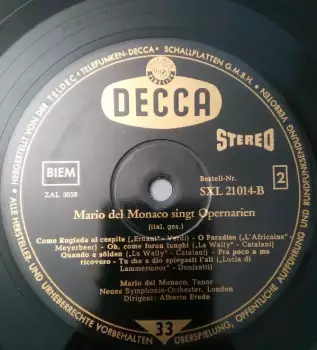 HERGESTELLT VON DER TELDEC • „TELEFUNKEN-DECCA“ • SCHALLPLATTEN G.M.B.H.
DECCA
STEREO
Bestell-Nr.
SXL 21014-B
BIEM
ZAL 3858
2
Mario del Monaco singt Opernarien
(ital. ges.)
Come Rugiada al cespite („Ernani“ - Verdi) - O Paradiso („L'Africaine“ -
Meyerbeer) - Oh, come furon lunghi („La Wally“ - Catalani)
Quando a sölden („La Wally“ - Catalani) - Fra poco a me
ricovero - Tu che a dio spiegasti l'ali („Lucia di
Lammermoor“ - Donizetti)
Mario del Monaco, Tenor
Neues Symphonie-Orchester, London
Dirigent: Alberto Erede
33
ALLE HERSTELLER- UND URHEBERRECHTE VORBEHALTEN
ÜBERSPIELUNG, ÖFFENTLICHE AUFFÜHRUNG UND RUNDFUNKSENDUNG VERBOTEN